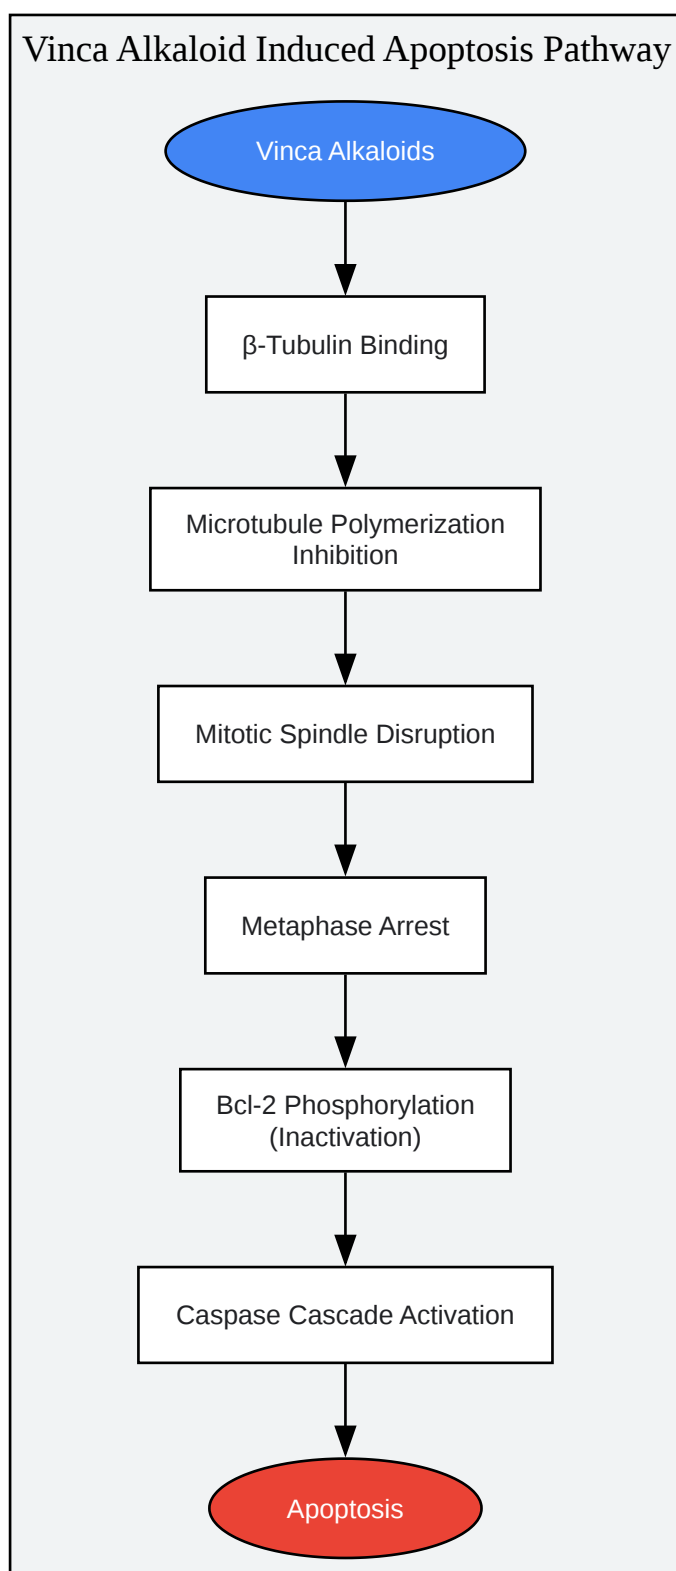 Vinca Alkaloid Induced Apoptosis Pathway
Vinca Alkaloids
β-Tubulin Binding
Microtubule Polymerization
Inhibition
Mitotic Spindle Disruption
Metaphase Arrest
Bcl-2 Phosphorylation
(Inactivation)
Caspase Cascade Activation
Apoptosis